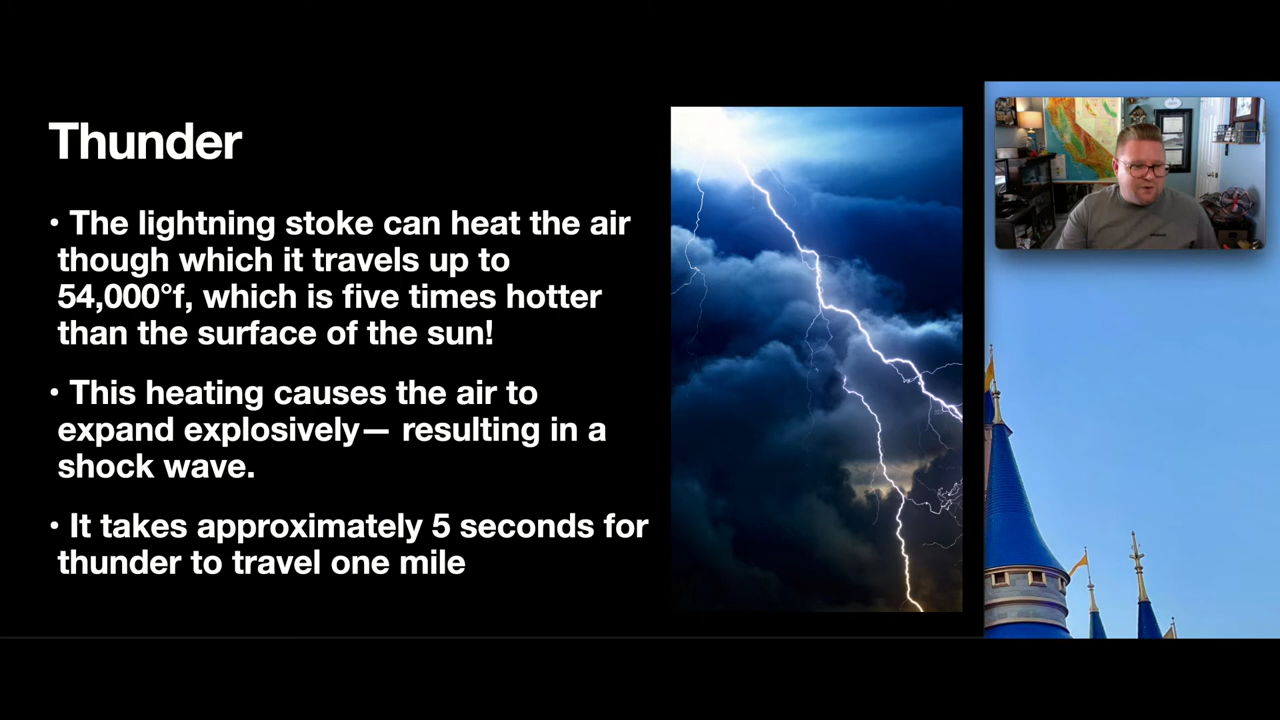 Thunder
• The lightning stoke can heat the air
though which it travels up to
54,000°f, which is five times hotter
than the surface of the sun!
• This heating causes the air to
expand explosively— resulting in a
shock wave.
• It takes approximately 5 seconds for
thunder to travel one mile